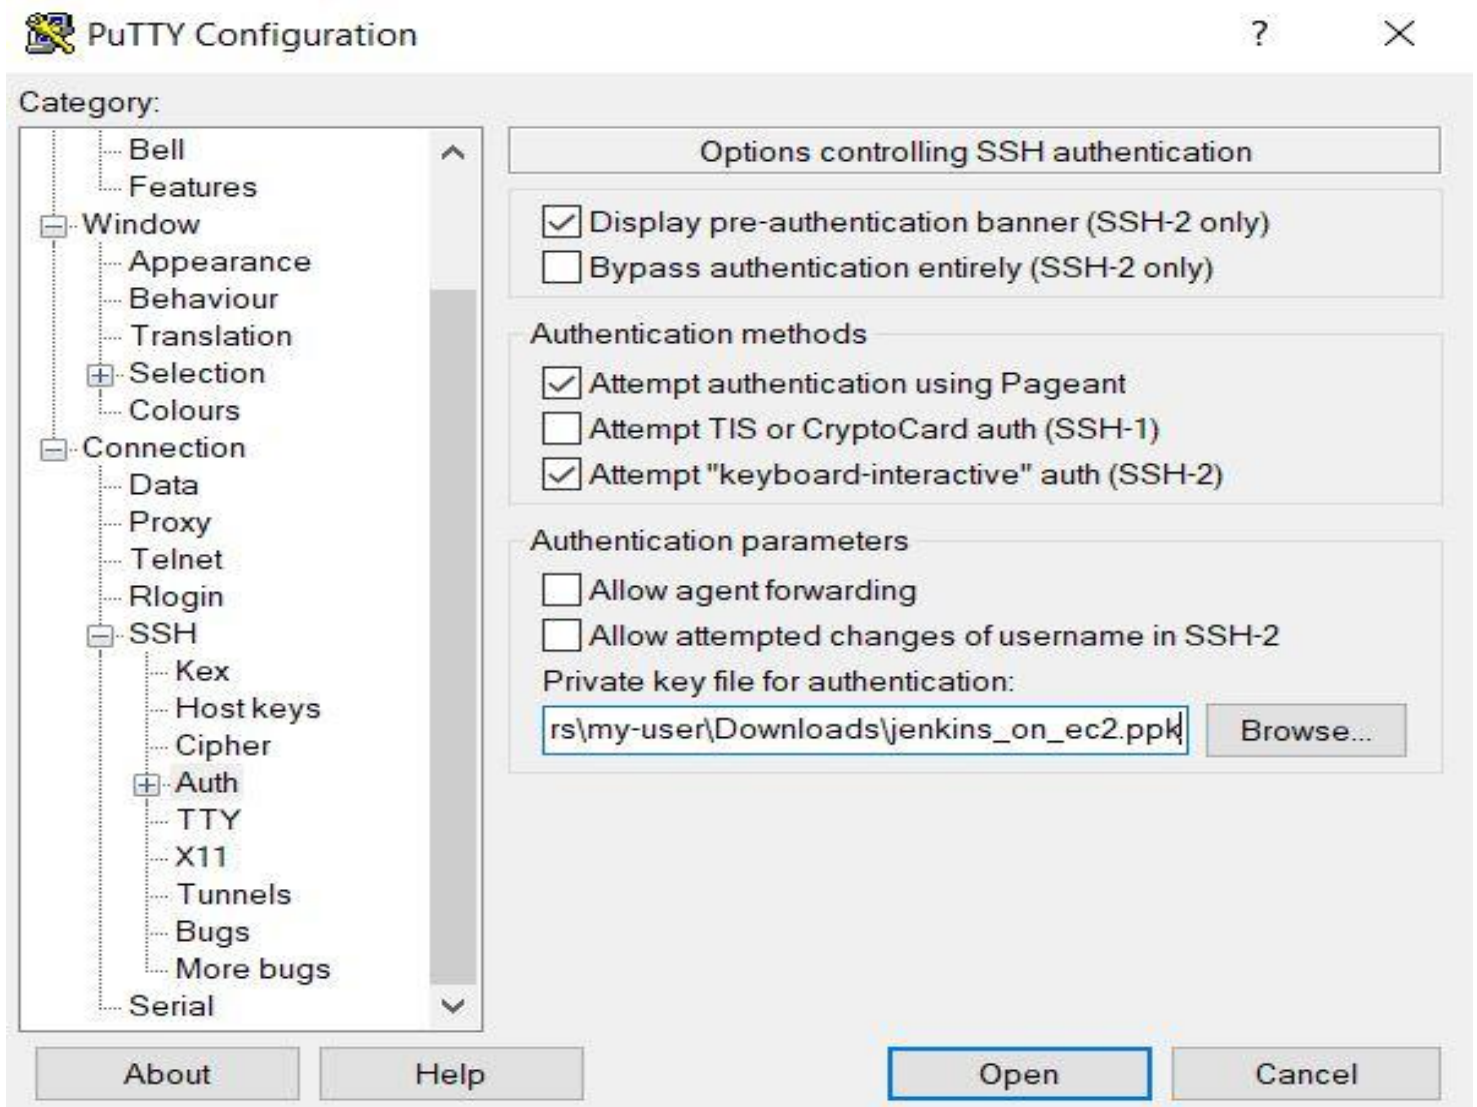 PuTTY Configuration
?
Category:
Bell
Features
Window
Appearance
Behaviour
Translation
Selection
Colours
Connection
Data
Proxy
Telnet
Rlogin
SSH
Kex
Host keys
Cipher
Auth
TTY
X11
Tunnels
Bugs
More bugs
Serial
Options controlling SSH authentication
Display pre-authentication banner (SSH-2 only)
Bypass authentication entirely (SSH-2 only)
Authentication methods
Attempt authentication using Pageant
Attempt TIS or CryptoCard auth (SSH-1)
Attempt "keyboard-interactive" auth (SSH-2)
Authentication parameters
Allow agent forwarding
Allow attempted changes of username in SSH-2
Private key file for authentication:
rs\my-user\Downloads\jenkins_on_ec2.ppk
Browse...
About
Help
Open
Cancel